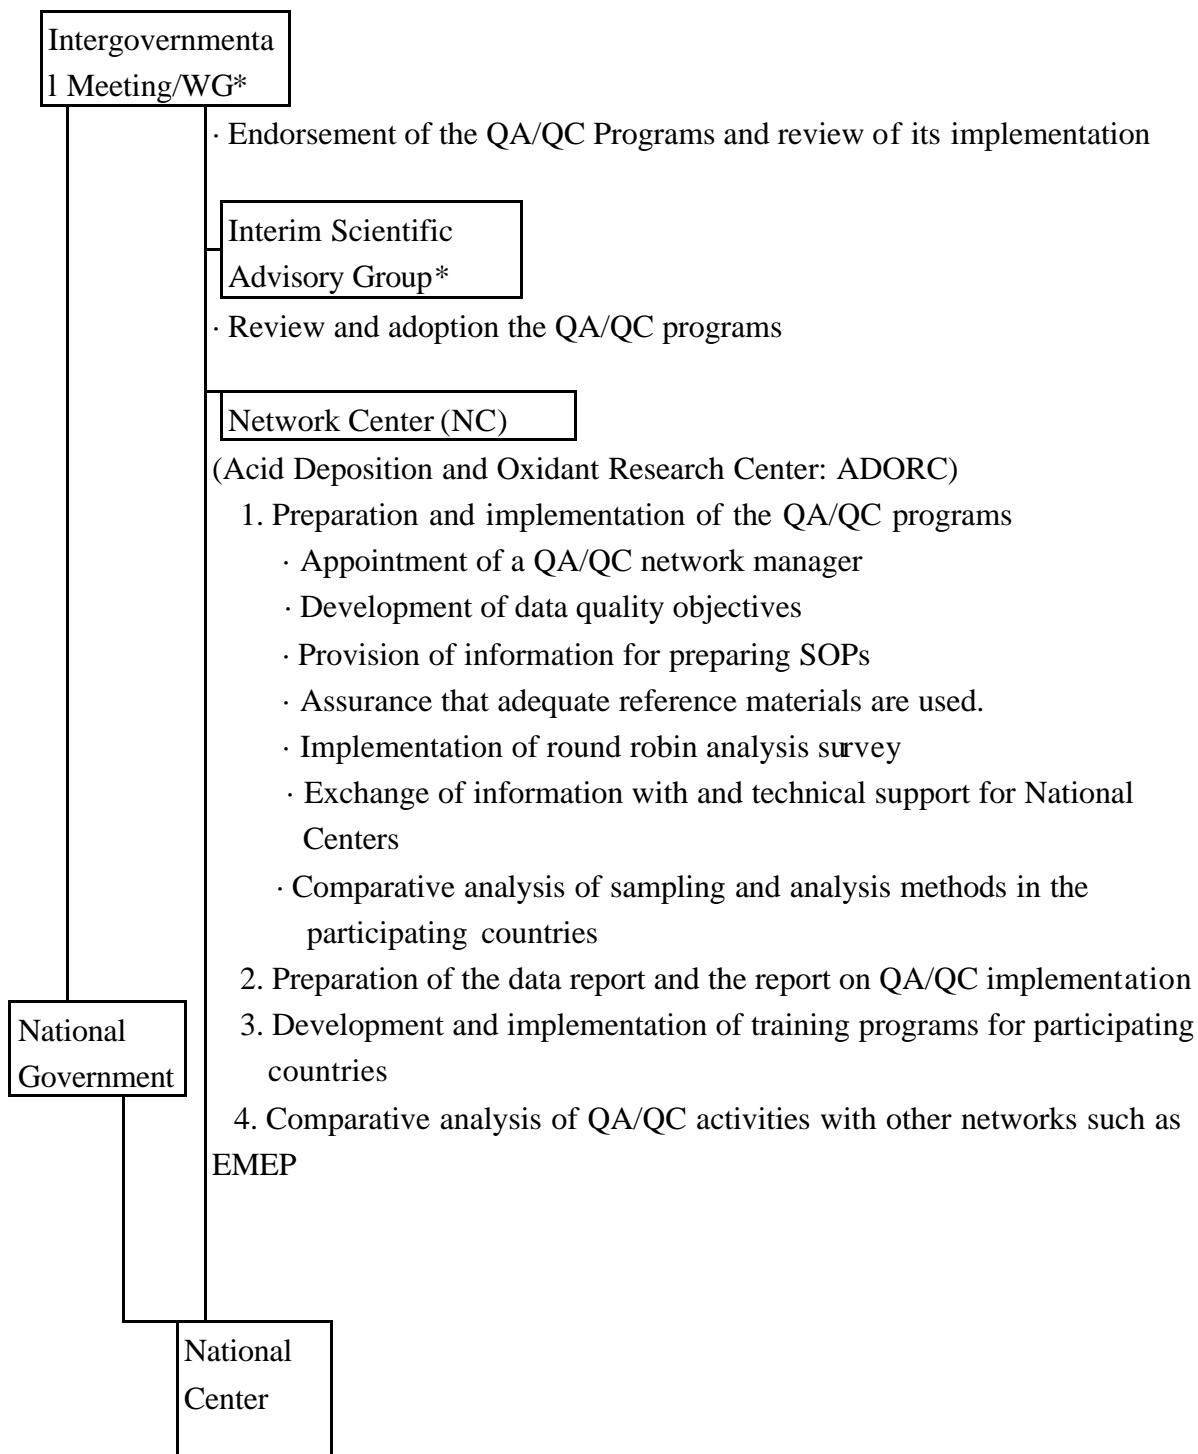 Intergovernmenta
l Meeting/WG*
· Endorsement of the QA/QC Programs and review of its implementation
Interim Scientific
Advisory Group*
· Review and adoption the QA/QC programs
Network Center (NC)
(Acid Deposition and Oxidant Research Center: ADORC)
1. Preparation and implementation of the QA/QC programs
· Appointment of a QA/QC network manager
· Development of data quality objectives
· Provision of information for preparing SOPs
· Assurance that adequate reference materials are used.
· Implementation of round robin analysis survey
· Exchange of information with and technical support for National
Centers
· Comparative analysis of sampling and analysis methods in the
participating countries
2. Preparation of the data report and the report on QA/QC implementation
National
Government
3. Development and implementation of training programs for participating
countries
4. Comparative analysis of QA/QC activities with other networks such as
EMEP
National
Center